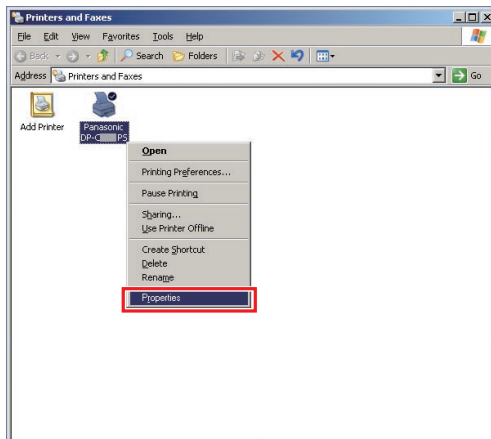 Printers and Faxes
File Edit View Favorites Tools Help
Back Search Folders
Address Printers and Faxes Go
Add Printer
Panasonic
DP-C PS
Open
Printing Preferences...
Pause Printing
Sharing...
Use Printer Offline
Create Shortcut
Delete
Rename
Properties